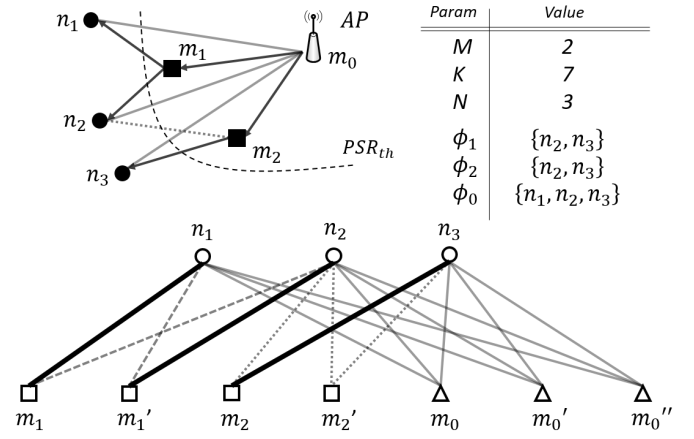 n₁
AP
m₁
m₀
n₂
m₂
n₃
PSRₜₕ
Param Value
M 2
K 7
N 3
ϕ₁ {n₂, n₃}
ϕ₂ {n₂, n₃}
ϕ₀ {n₁, n₂, n₃}
n₁ n₂ n₃
m₁ m₁′ m₂ m₂′ m₀ m₀′ m₀′′